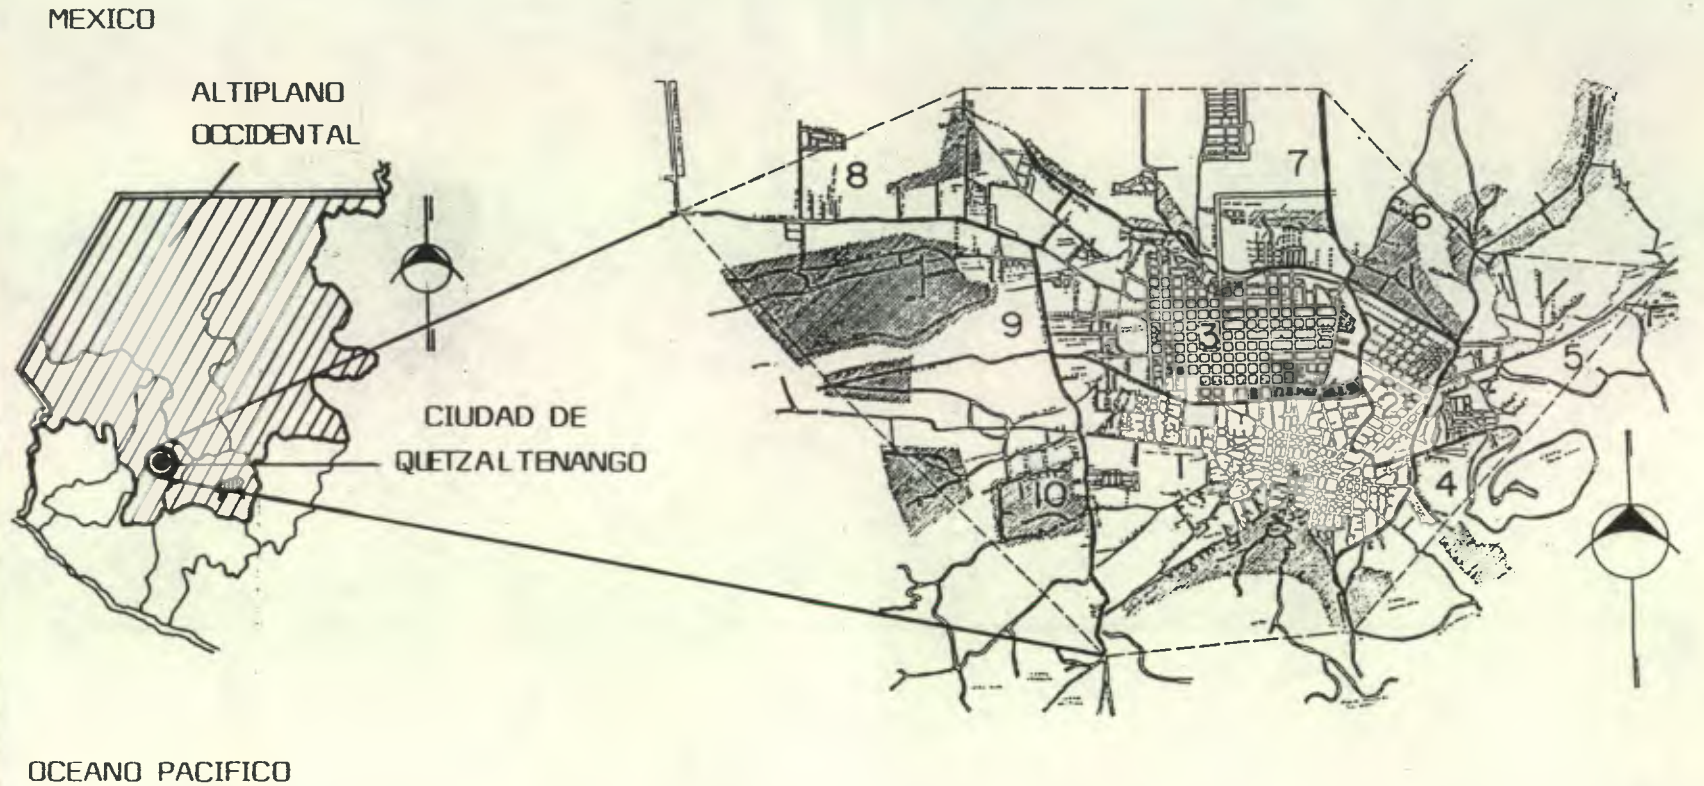 MEXICO
ALTIPLANO
OCCIDENTAL
CIUDAD DE
QUETZALTENANGO
OCEANO PACIFICO
8
7
6
9
3
5
2
1
4
10